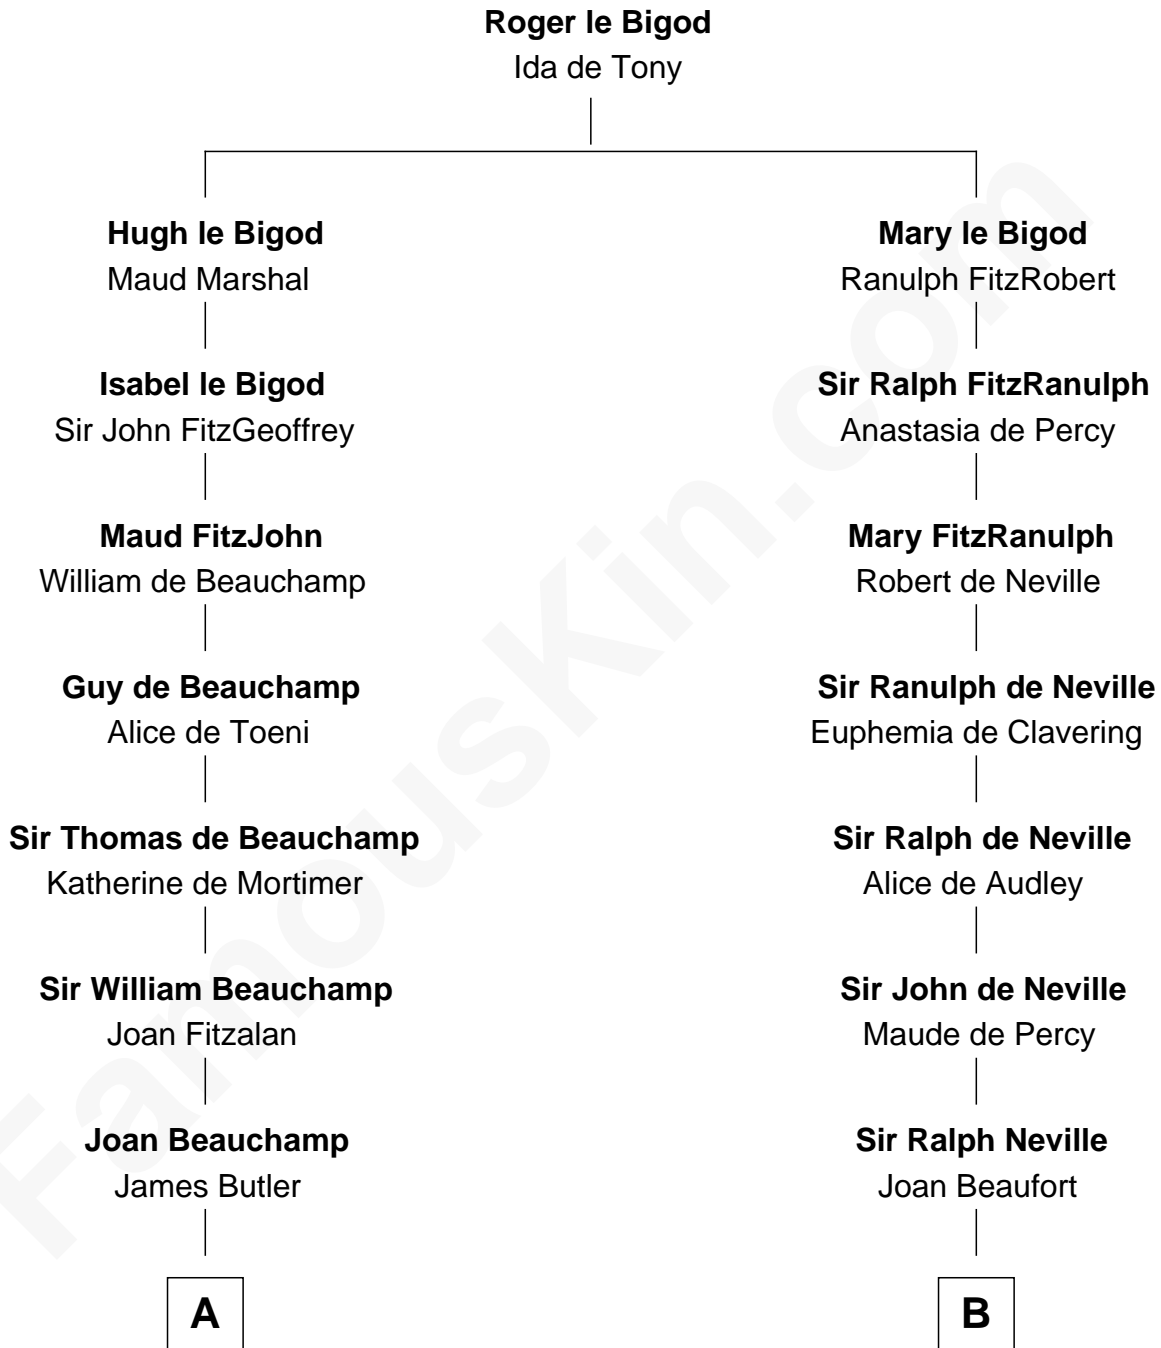 Roger le Bigod
Ida de Tony
Hugh le Bigod
Maud Marshal
Mary le Bigod
Ranulph FitzRobert
Isabel le Bigod
Sir John FitzGeoffrey
Sir Ralph FitzRanulph
Anastasia de Percy
Maud FitzJohn
William de Beauchamp
Mary FitzRanulph
Robert de Neville
Guy de Beauchamp
Alice de Toeni
Sir Ranulph de Neville
Euphemia de Clavering
Sir Thomas de Beauchamp
Katherine de Mortimer
Sir Ralph de Neville
Alice de Audley
Sir William Beauchamp
Joan Fitzalan
Sir John de Neville
Maude de Percy
Joan Beauchamp
James Butler
Sir Ralph Neville
Joan Beaufort
A
B
FamousKin.com